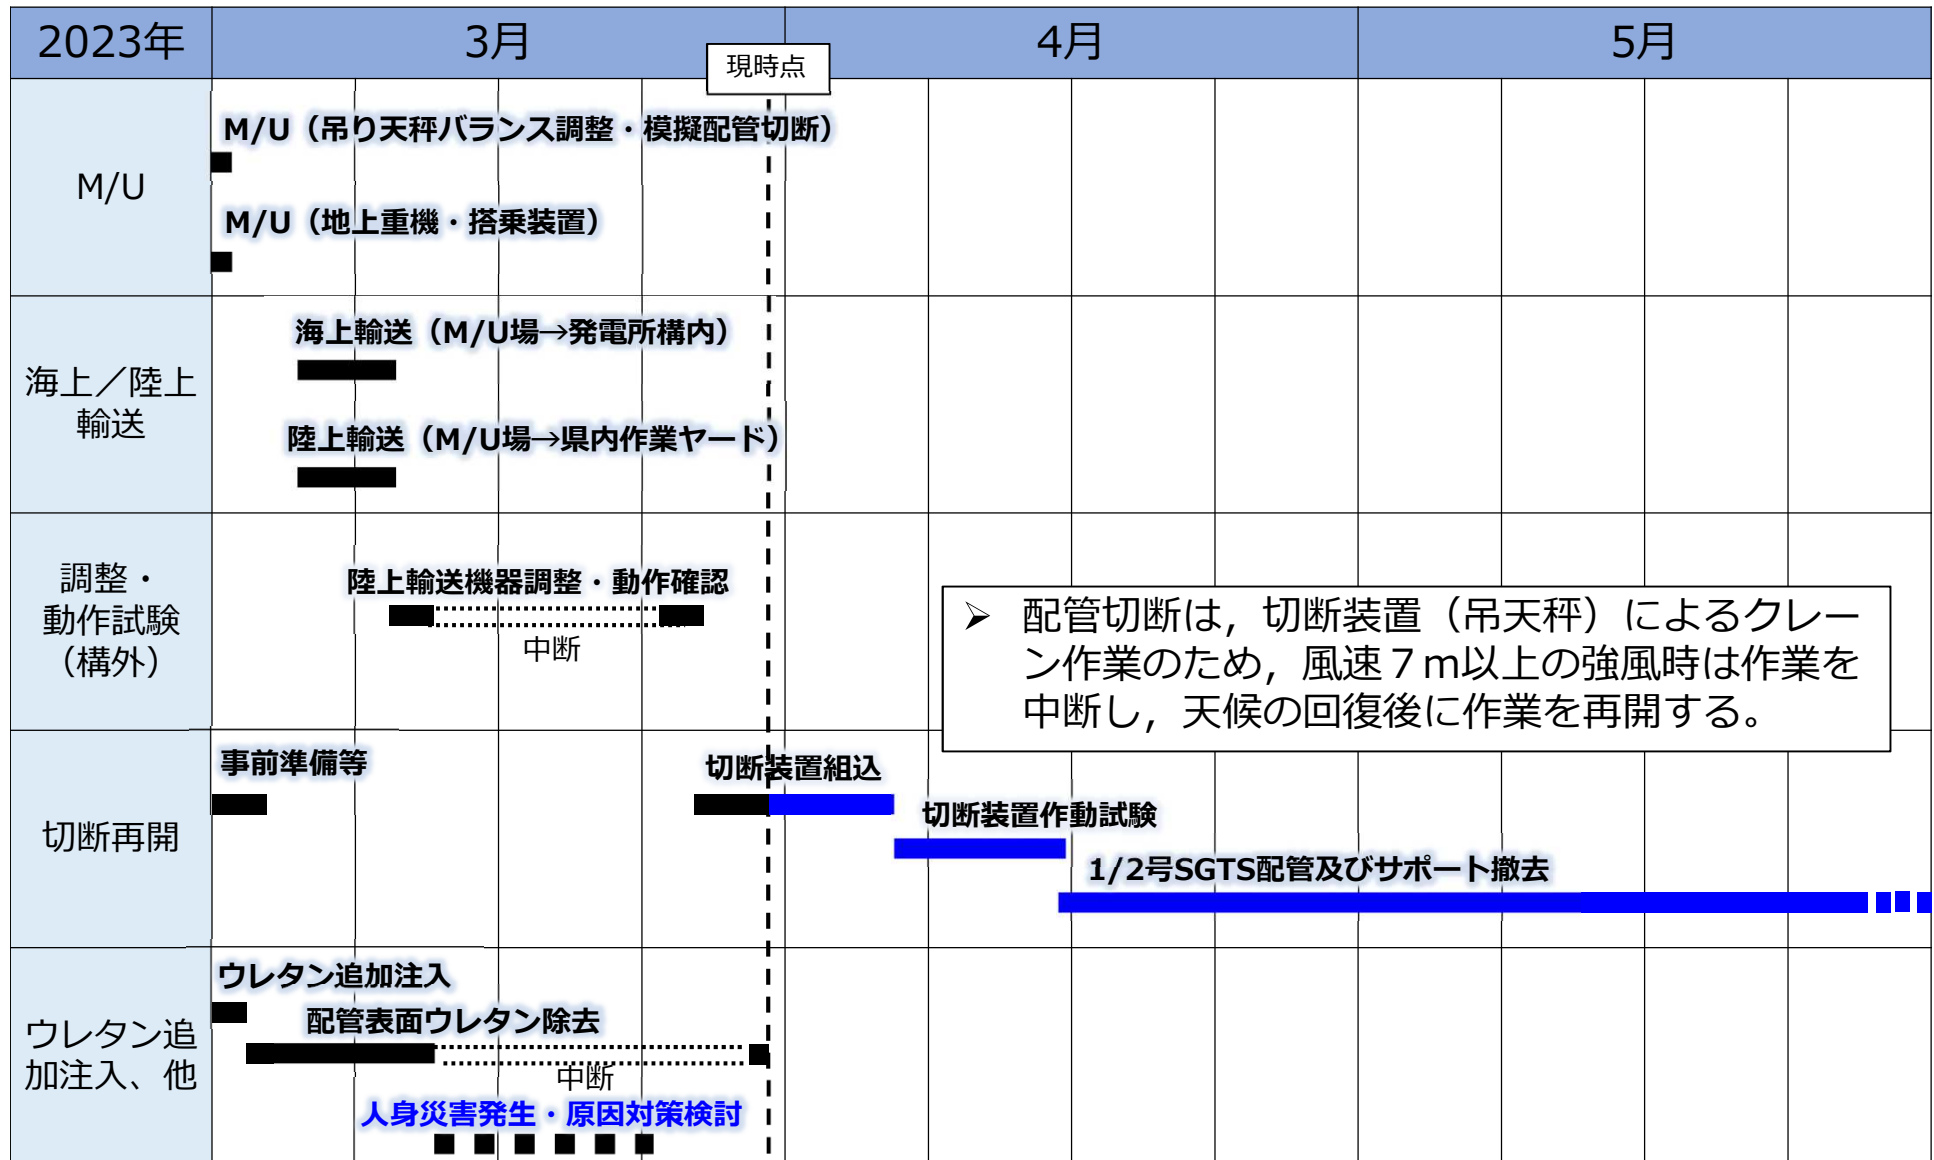 2023年
3月
4月
5月
現時点
M/U
M/U（吊り天秤バランス調整・模擬配管切断）
M/U（地上重機・搭乗装置）
海上／陸上
輸送
海上輸送（M/U場→発電所構内）
陸上輸送（M/U場→県内作業ヤード）
調整・
動作試験
（構外）
陸上輸送機器調整・動作確認
中断
➢ 配管切断は，切断装置（吊天秤）によるクレー
ン作業のため，風速７m以上の強風時は作業を
中断し，天候の回復後に作業を再開する。
切断再開
事前準備等
切断装置組込
切断装置作動試験
1/2号SGTS配管及びサポート撤去
ウレタン追
加注入、他
ウレタン追加注入
配管表面ウレタン除去
中断
人身災害発生・原因対策検討